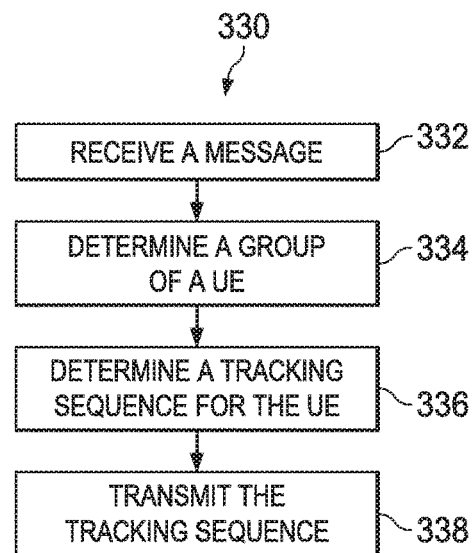 330
RECEIVE A MESSAGE
332
DETERMINE A GROUP
OF A UE
334
DETERMINE A TRACKING
SEQUENCE FOR THE UE
336
TRANSMIT THE
TRACKING SEQUENCE
338